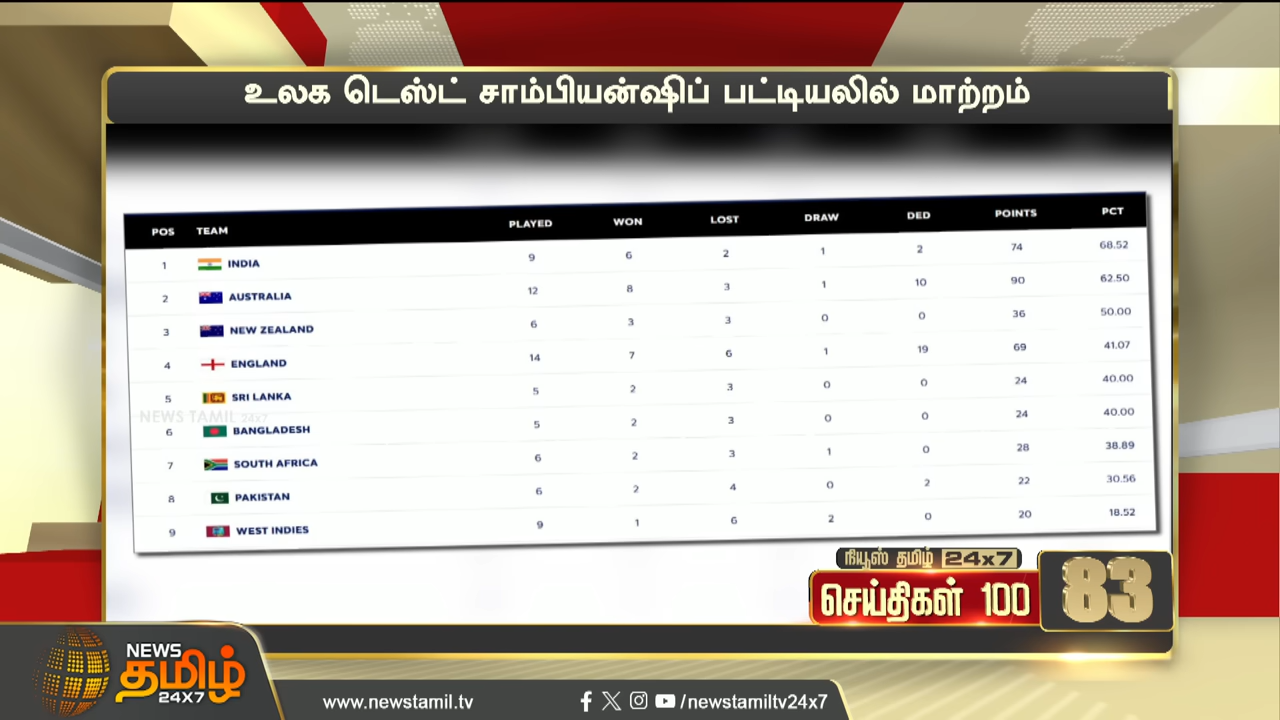 உலக டெஸ்ட் சாம்பியன்ஷிப் பட்டியலில் மாற்றம்
POS TEAM PLAYED WON LOST DRAW DED POINTS PCT
1 INDIA 9 6 2 1 2 74 68.52
2 AUSTRALIA 12 8 3 1 10 90 62.50
3 NEW ZEALAND 6 3 3 0 0 36 50.00
4 ENGLAND 14 7 6 1 19 69 41.07
5 SRI LANKA 5 2 3 0 0 24 40.00
NEWS TAMIL 24x7
6 BANGLADESH 5 2 3 0 0 24 40.00
7 SOUTH AFRICA 6 2 3 1 0 28 38.89
8 PAKISTAN 6 2 4 0 2 22 30.56
9 WEST INDIES 9 1 6 2 0 20 18.52
நியூஸ் தமிழ் 24x7
செய்திகள் 100 83
NEWS
தமிழ்
24X7
www.newstamil.tv /newstamiltv24x7